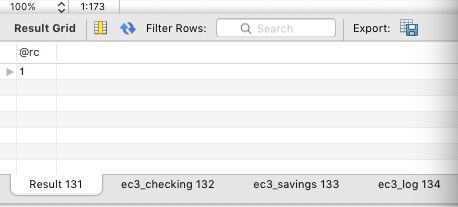 100% 1:173
Result Grid Filter Rows: Search Export:
@rc
1
Result 131 ec3_checking 132 ec3_savings 133 ec3_log 134